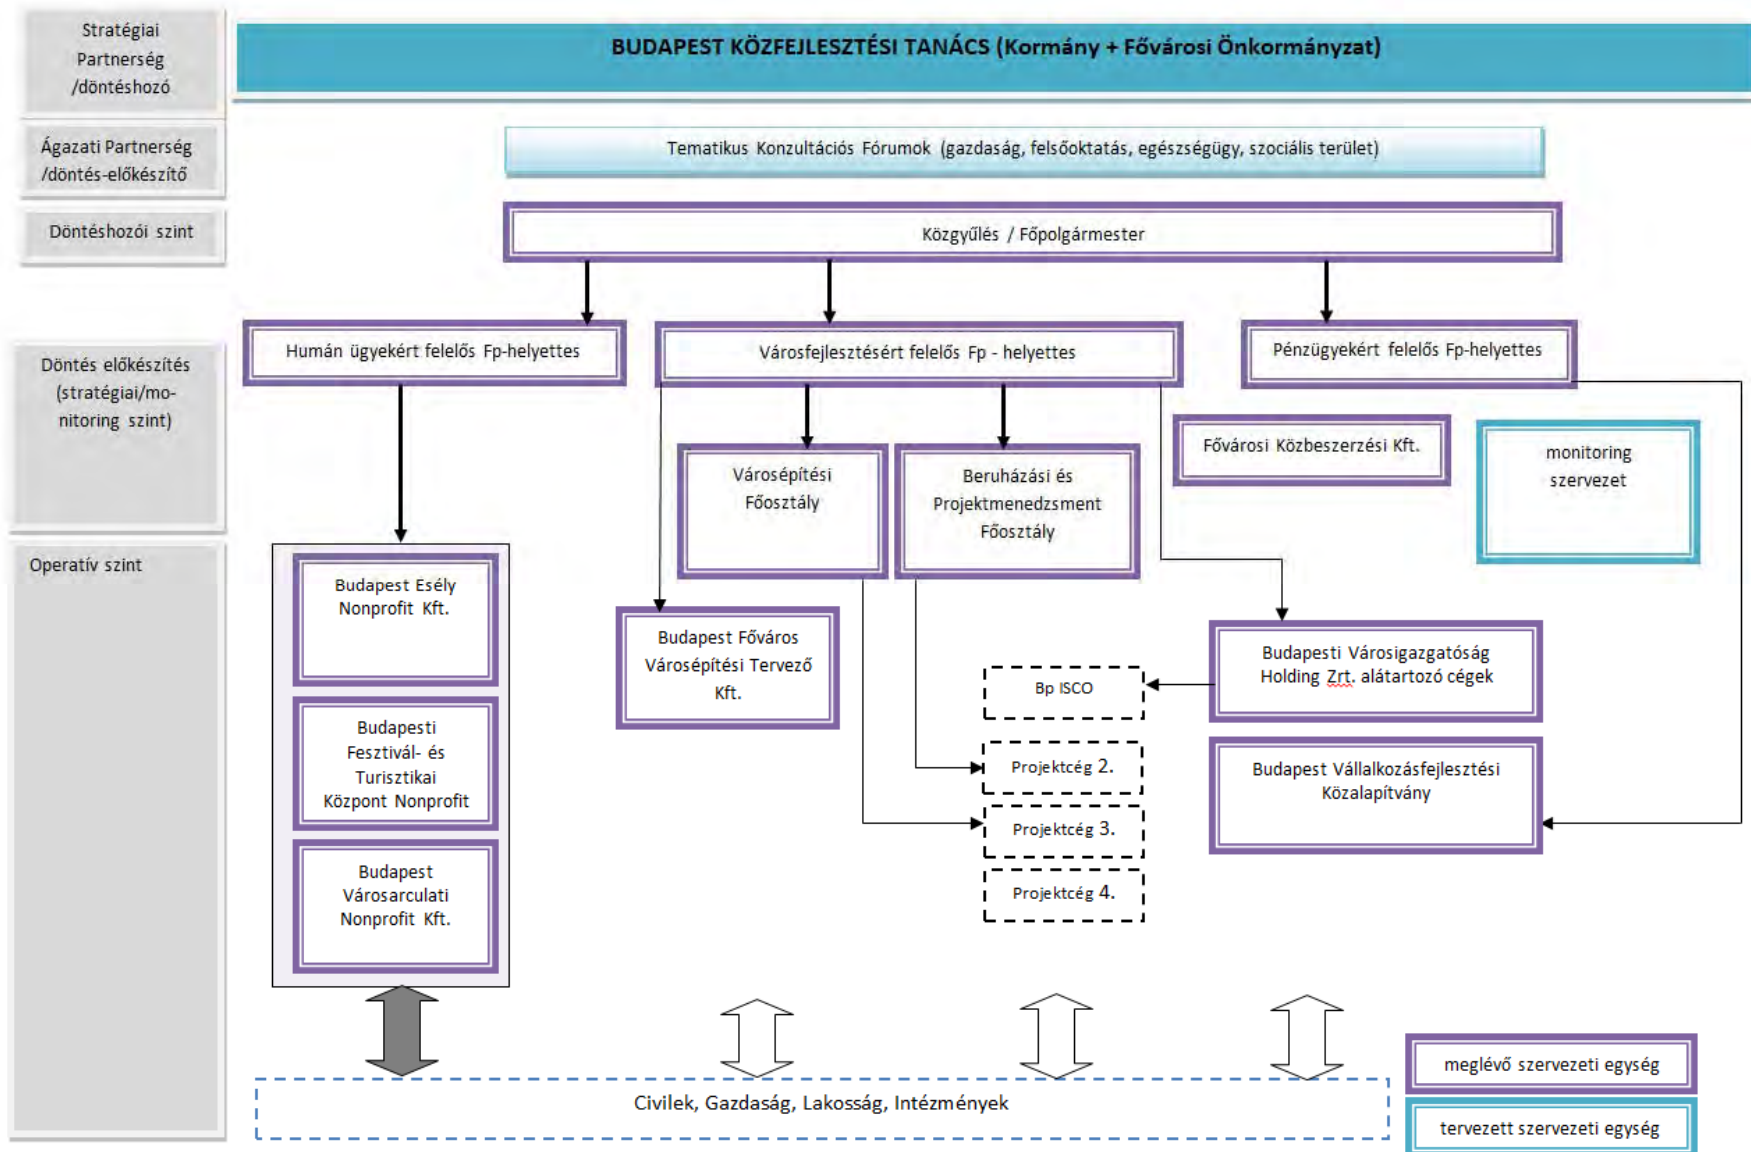 Stratégiai
Partnerség
/döntéshozó
BUDAPEST KÖZFEJLESZTÉSI TANÁCS (Kormány + Fővárosi Önkormányzat)
Ágazati Partnerség
/döntés-előkészítő
Tematikus Konzultációs Fórumok (gazdaság, felsőoktatás, egészségügy, szociális terület)
Döntéshozói szint
Közgyűlés / Főpolgármester
Döntés előkészítés
(stratégiai/mo-
nitoring szint)
Humán ügyekért felelős Fp-helyettes
Városfejlesztésért felelős Fp - helyettes
Pénzügyekért felelős Fp-helyettes
Városépítési
Főosztály
Beruházási és
Projektmenedzsment
Főosztály
Fővárosi Közbeszerzési Kft.
monitoring
szervezet
Operatív szint
Budapest Esély
Nonprofit Kft.
Budapesti
Fesztivál- és
Turisztikai
Központ Nonprofit
Budapest
Városarculati
Nonprofit Kft.
Budapest Főváros
Városépítési Tervező
Kft.
Bp ISCO
Projektcég 2.
Projektcég 3.
Projektcég 4.
Budapesti Városigazgatóság
Holding Zrt. alátartozó cégek
Budapest Vállalkozásfejlesztési
Közalapítvány
Civilek, Gazdaság, Lakosság, Intézmények
meglévő szervezeti egység
tervezett szervezeti egység